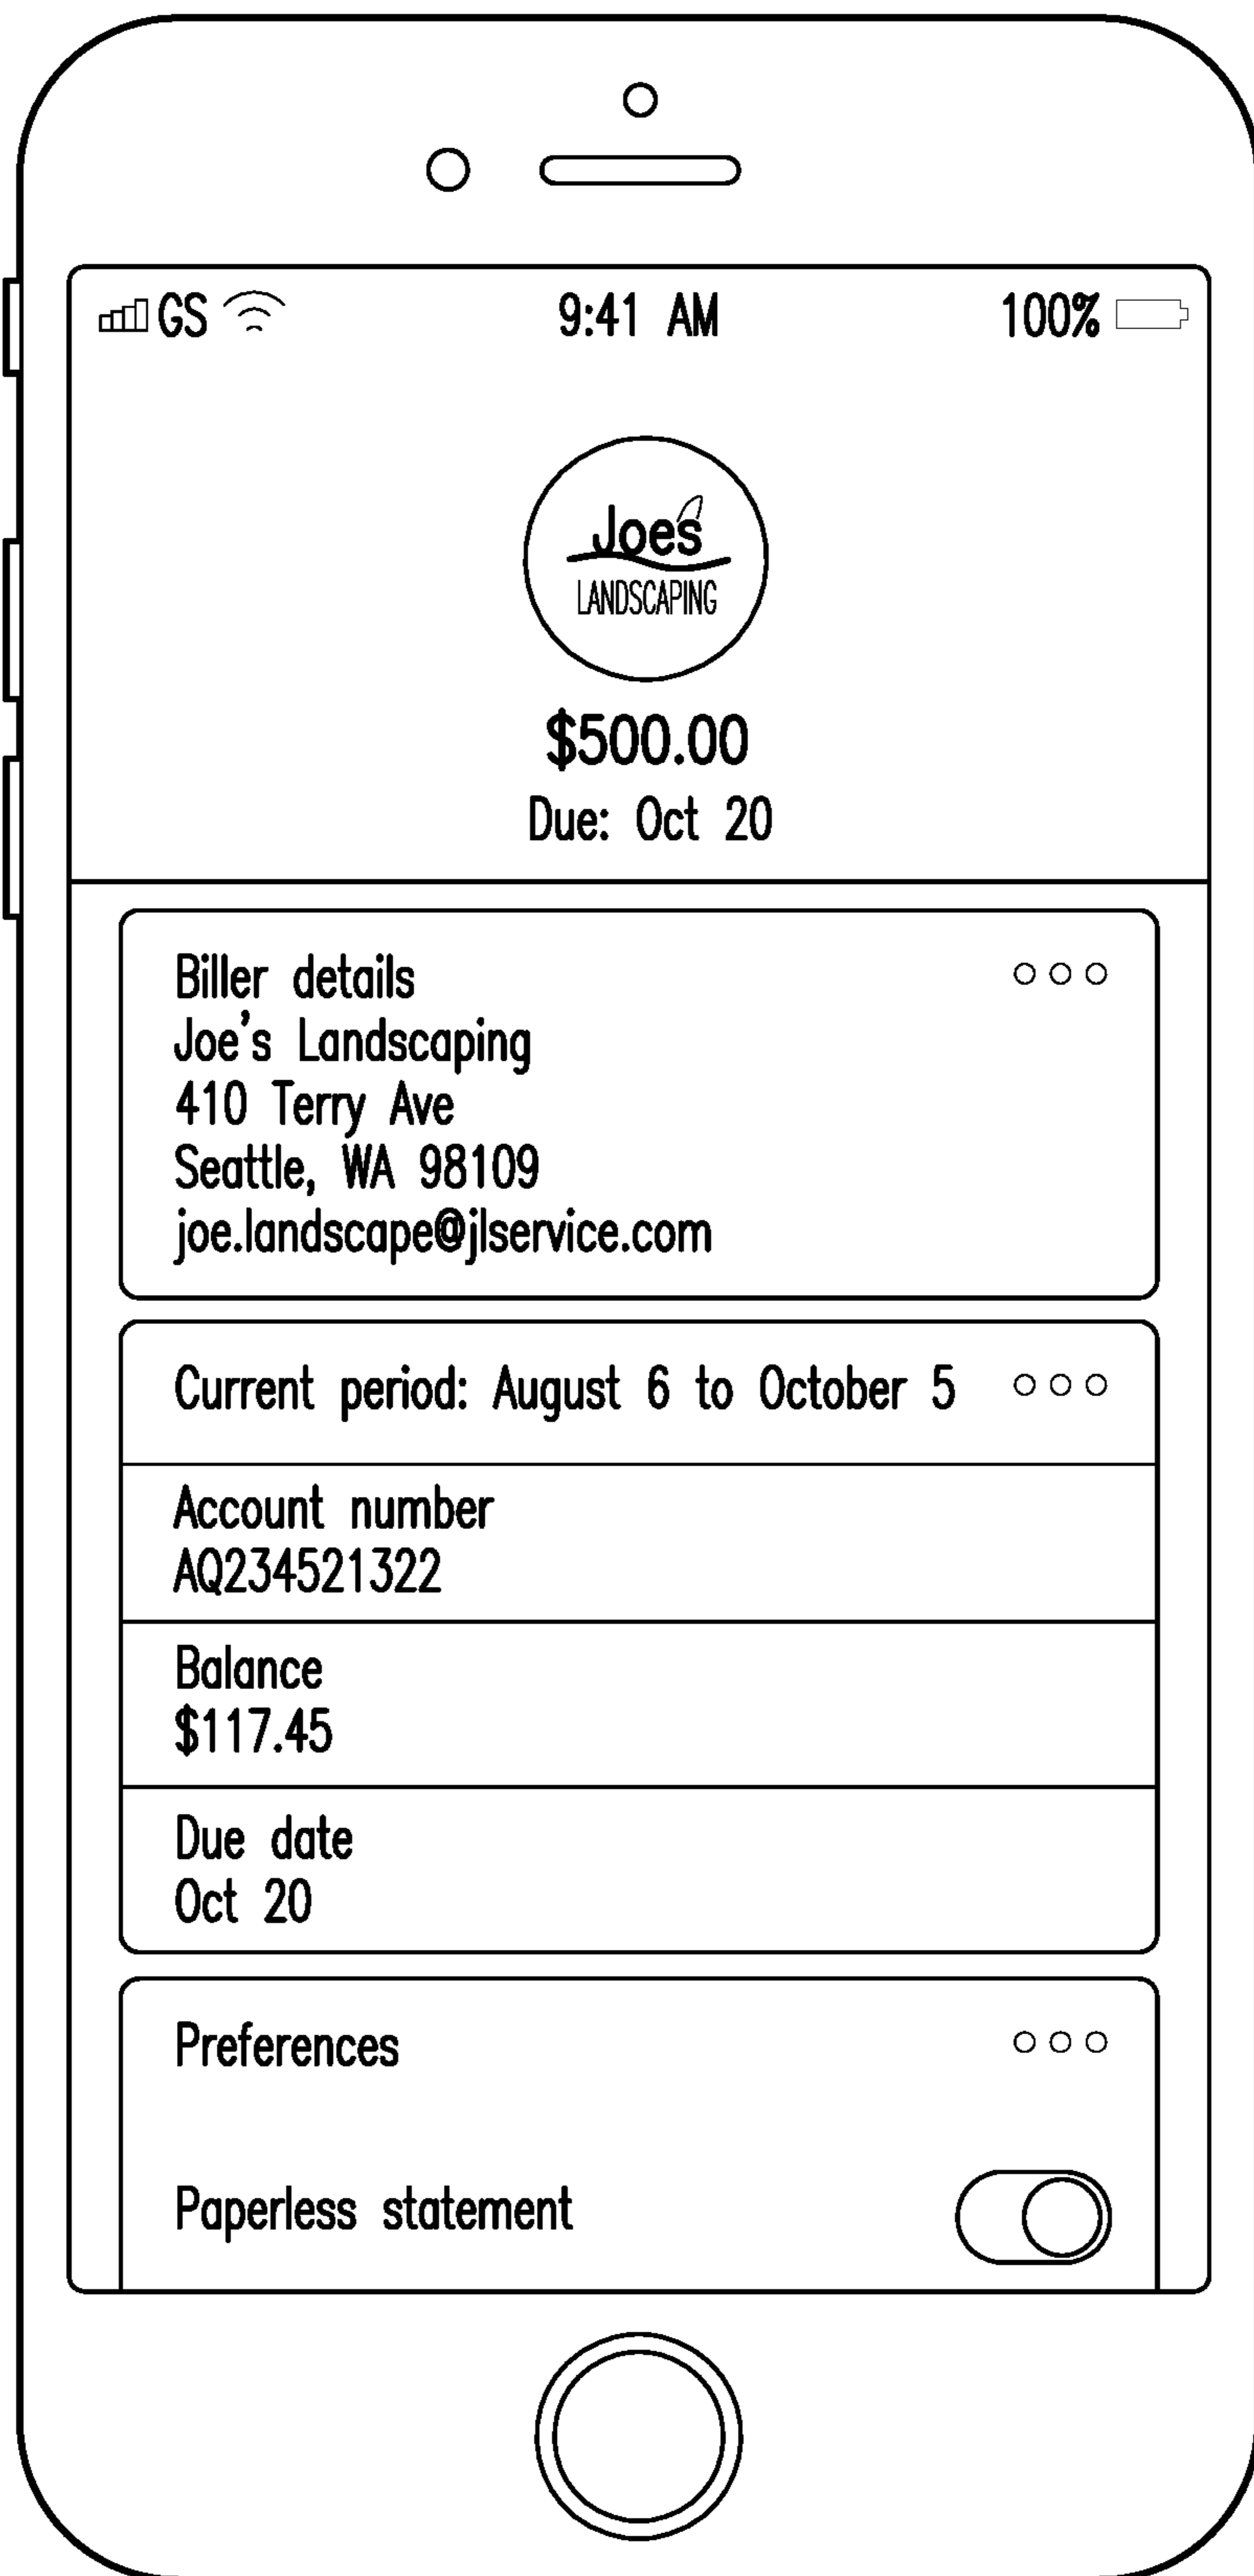 GS 9:41 AM 100%
Joe's
LANDSCAPING
$500.00
Due: Oct 20
Biller details
Joe's Landscaping
410 Terry Ave
Seattle, WA 98109
joe.landscape@jlservice.com
Current period: August 6 to October 5
Account number
AQ234521322
Balance
$117.45
Due date
Oct 20
Preferences
Paperless statement